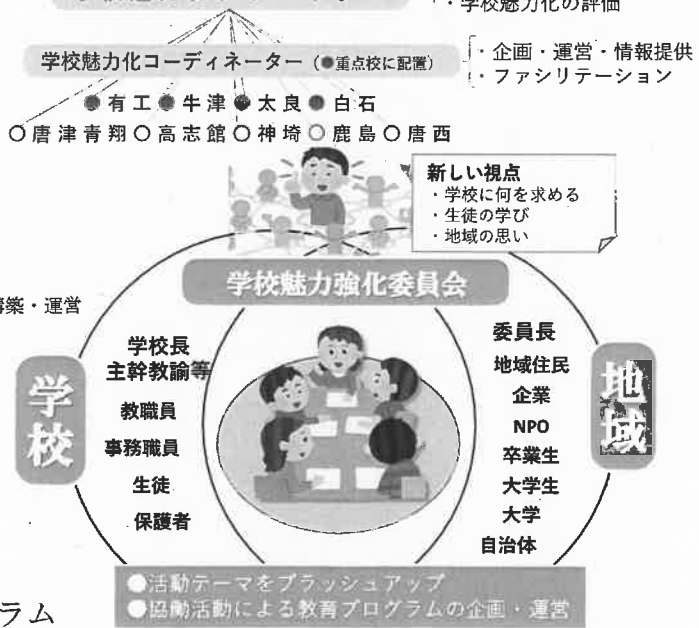 ・学校魅力化の評価
学校魅力化コーディネーター(●重点校に配置)
・企画・運営・情報提供
・ファシリテーション
●有工●牛津●太良●白石
○唐津青翔○高志館○神埼○鹿島○唐西
新しい視点
・学校に何を求める
・生徒の学び
・地域の思い
学校魅力強化委員会
築・運営
学校
学校長
主幹教諭等
教職員
事務職員
生徒
保護者
委員長
地域住民
企業
NPO
卒業生
大学生
大学
自治体
地域
●活動テーマをブラッシュアップ
●協働活動による教育プログラムの企画・運営
ラム